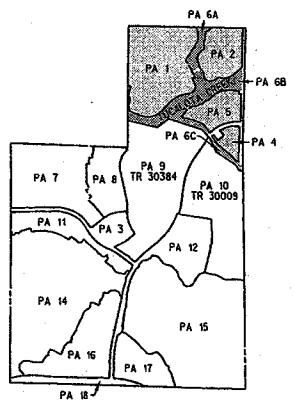 PA 6A
PA 2
PA 1
PA 6B
PA 5
PA 6C
PA 4
PA 7
PA 8
PA 9
TR 30384
PA 10
TR 30009
PA 11
PA 3
PA 12
PA 14
PA 15
PA 16
PA 17
PA 18